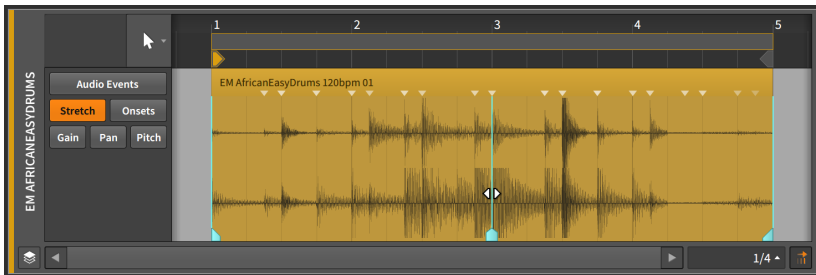 1 2 3 4 5
EM AFRICANEASYDRUMS
Audio Events
EM AfricanEasyDrums 120bpm 01
Stretch Onsets
Gain Pan Pitch
1/4